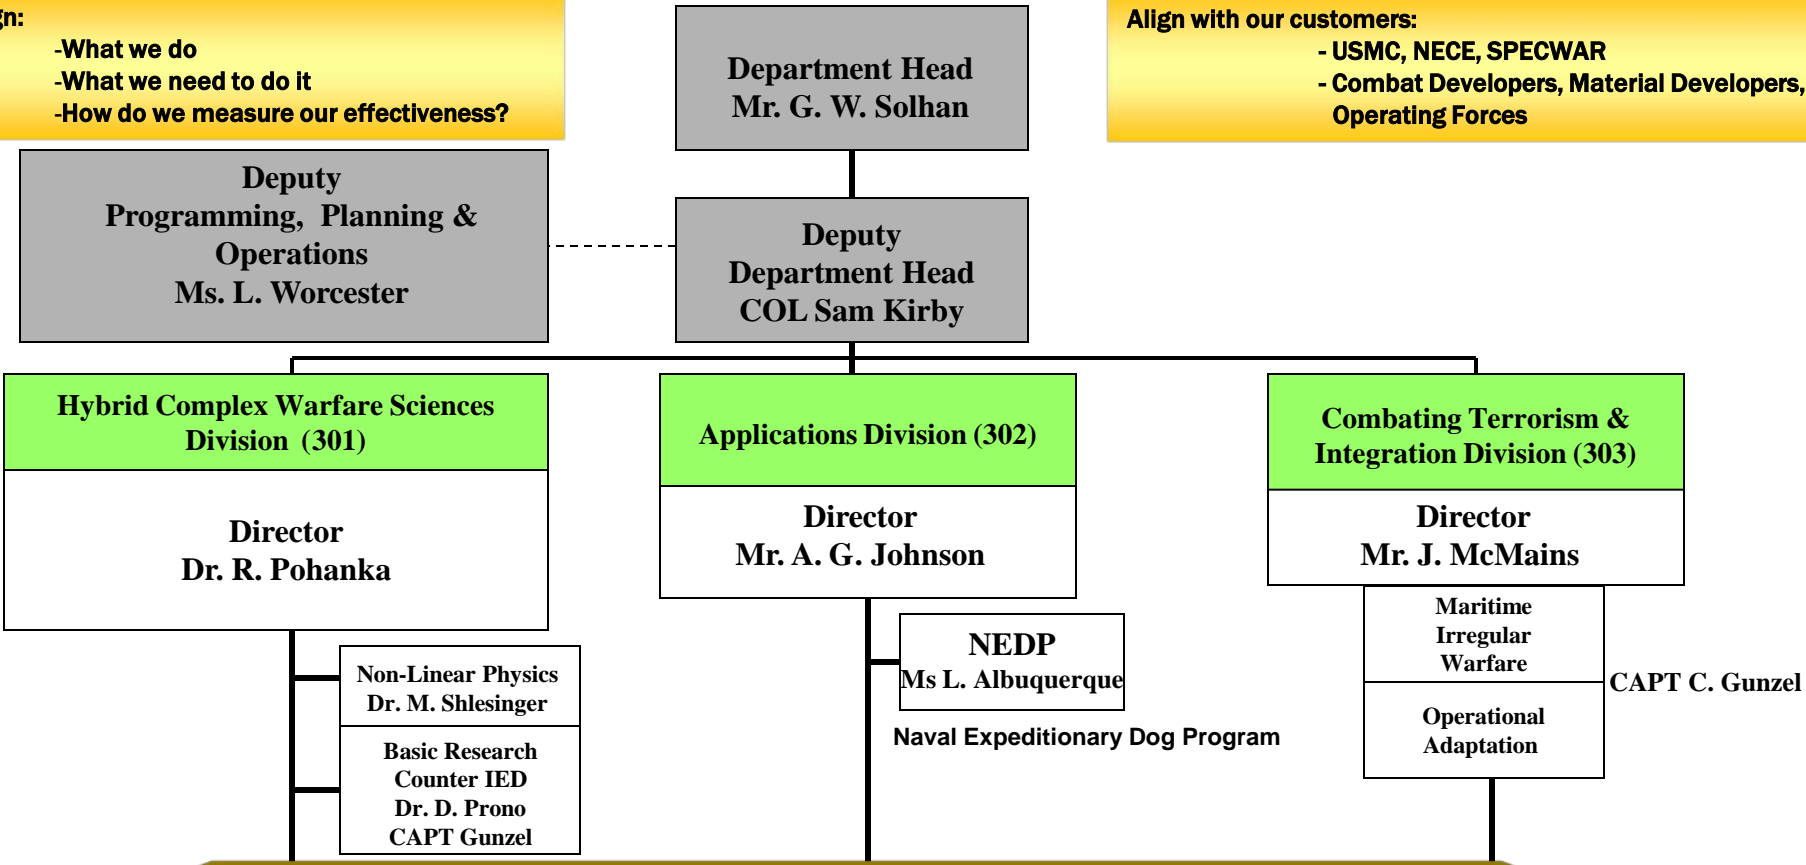 -What we do
-What we need to do it
-How do we measure our effectiveness?
Department Head
Mr. G. W. Solhan
Align with our customers:
- USMC, NECE, SPECWAR
- Combat Developers, Material Developers,
Operating Forces
Deputy
Programming, Planning &
Operations
Ms. L. Worcester
Deputy
Department Head
COL Sam Kirby
Hybrid Complex Warfare Sciences
Division (301)
Director
Dr. R. Pohanka
Non-Linear Physics
Dr. M. Shlesinger
Basic Research
Counter IED
Dr. D. Prono
CAPT Gunzel
Applications Division (302)
Director
Mr. A. G. Johnson
NEDP
Ms L. Albuquerque
Naval Expeditionary Dog Program
Combating Terrorism &
Integration Division (303)
Director
Mr. J. McMains
Maritime
Irregular
Warfare
CAPT C. Gunzel
Operational
Adaptation